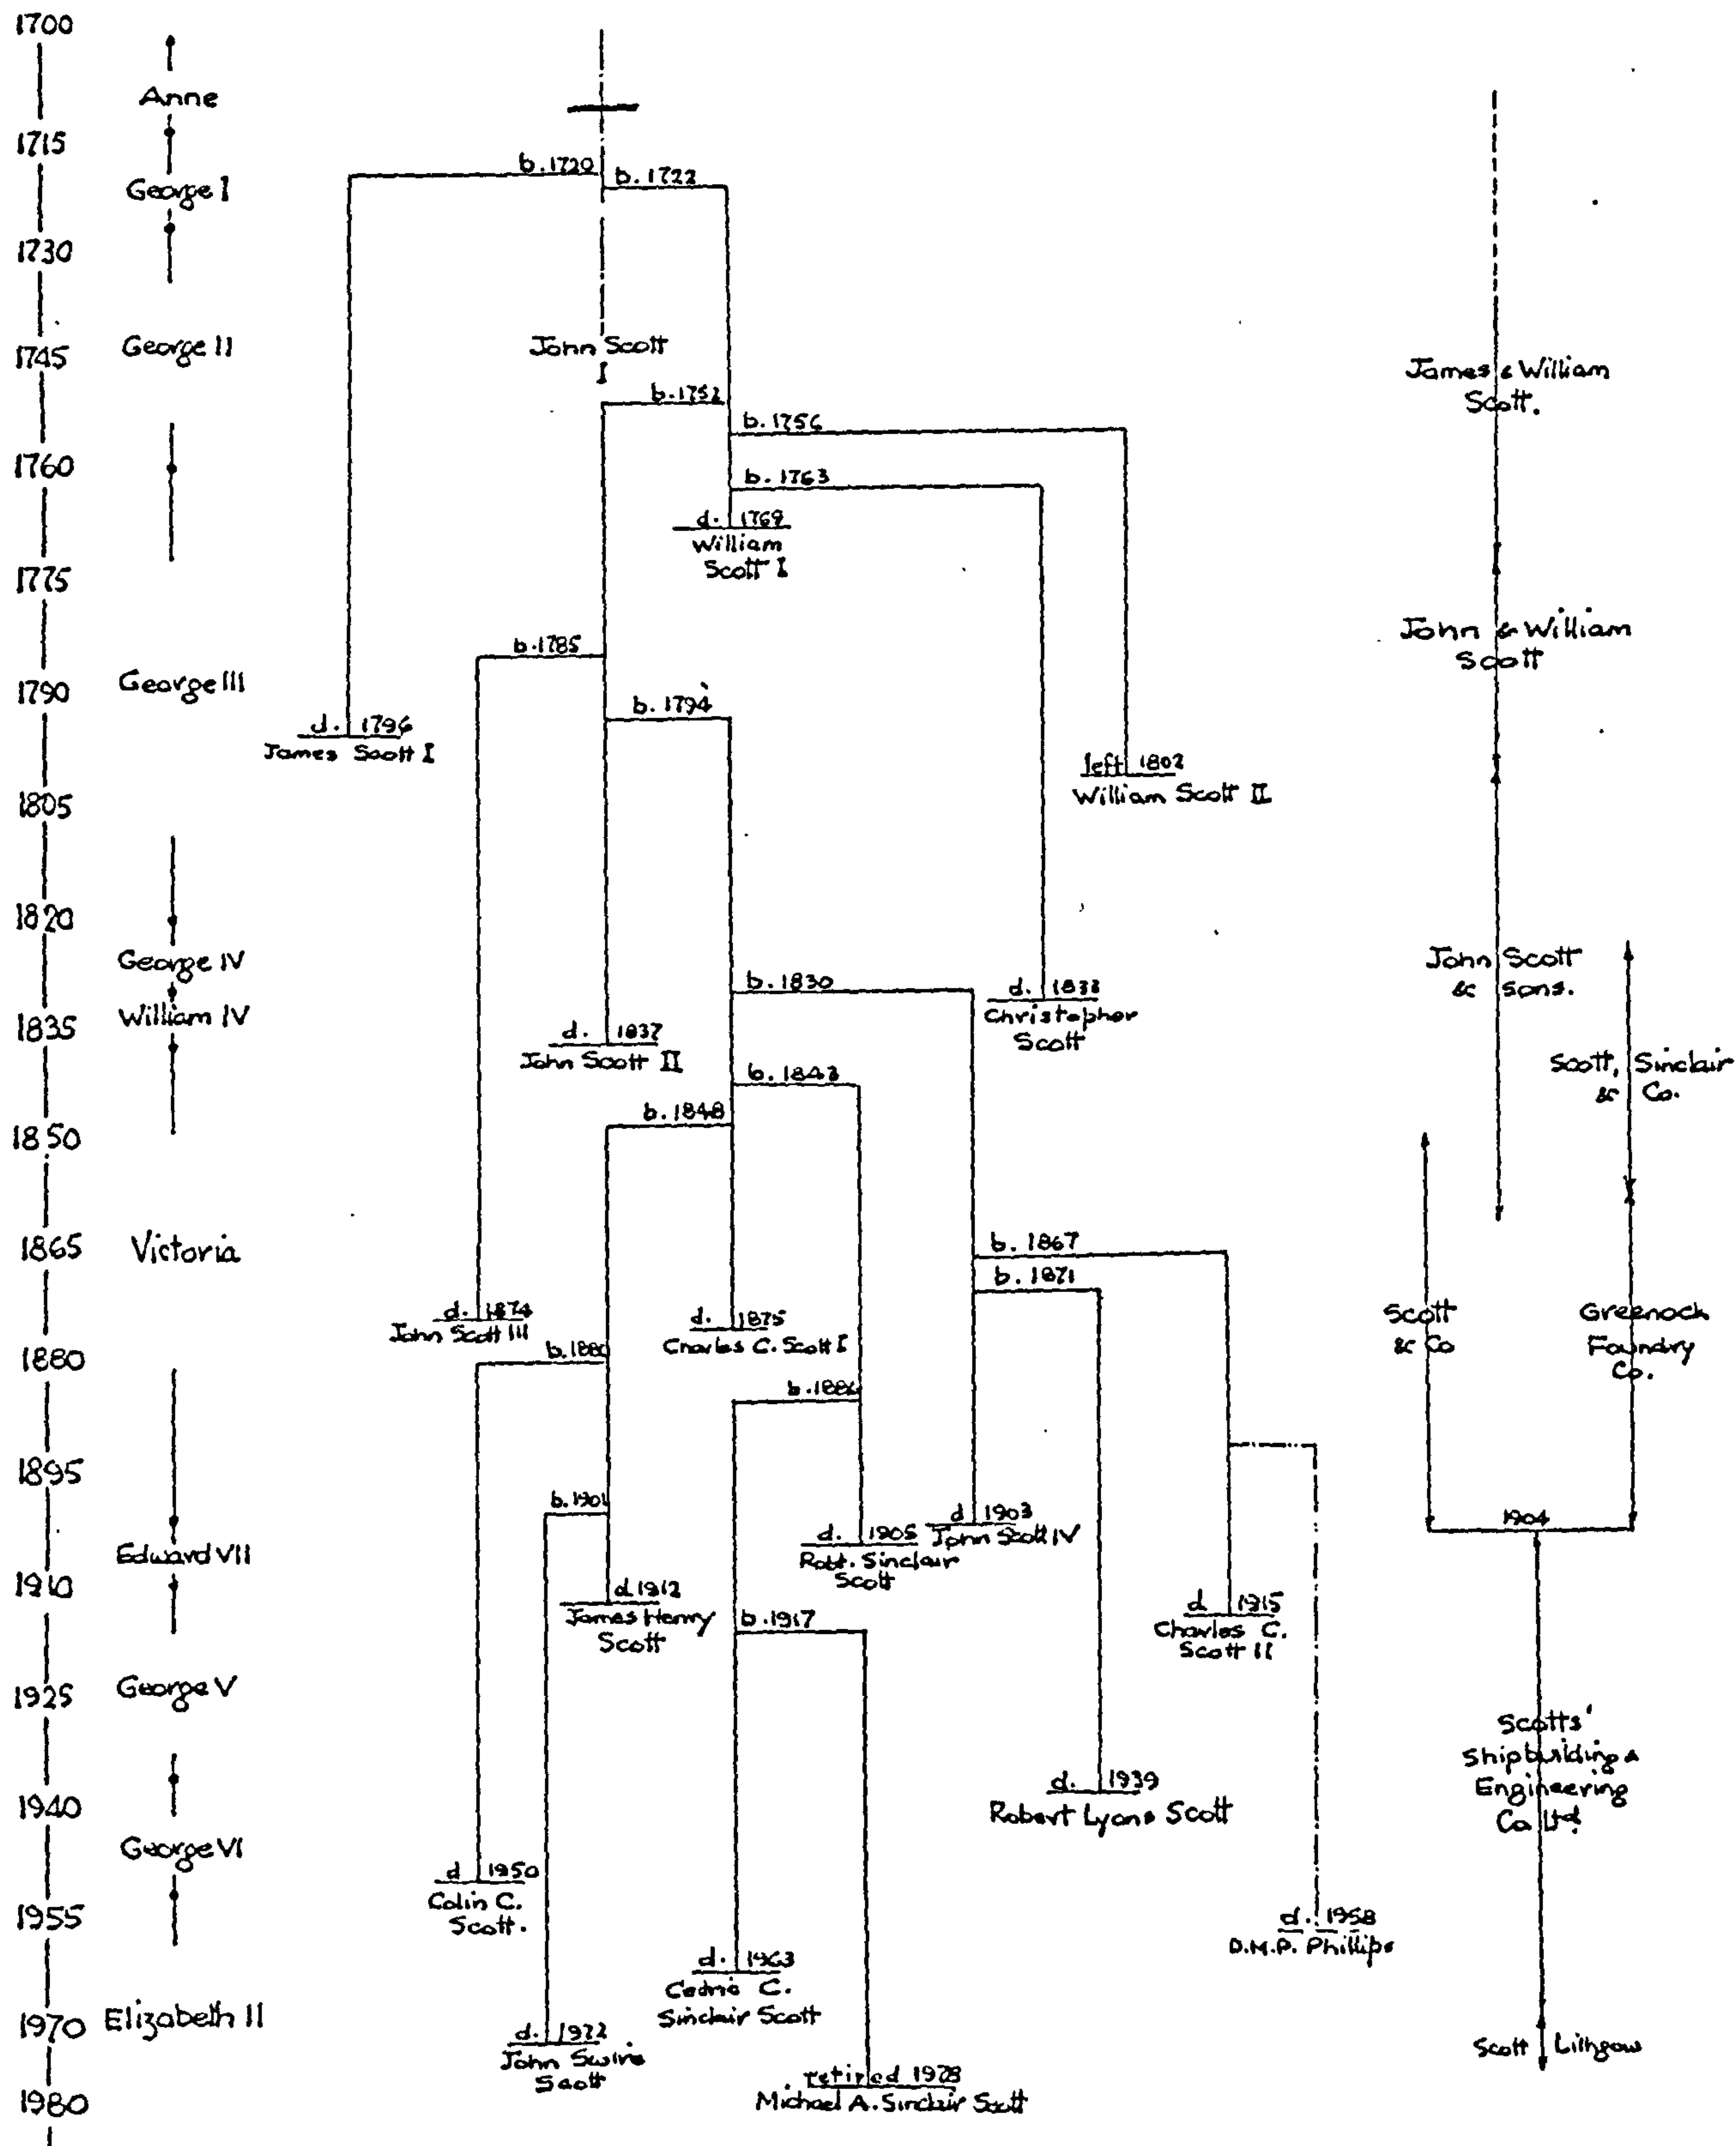 1700
Anne
1715
b. 1720
b. 1722
George I
1730
John Scott
I
George II
1745
James & William
Scott.
b. 1752
b. 1756
1760
b. 1763
d. 1769
William
Scott I
1775
John & William
Scott
b. 1785
George III
1790
b. 1794
d. 1796
James Scott I
left 1802
William Scott II
1805
1820
George IV
John Scott
& Sons.
b. 1830
d. 1833
Christopher
Scott
William IV
1835
d. 1837
John Scott II
Scott, Sinclair
& Co.
b. 1843
b. 1848
1850
Victoria
1865
b. 1867
b. 1871
d. 1874
John Scott III
d. 1875
Charles C. Scott I
Scott
& Co
Greenock
Foundry
Co.
b. 1880
1880
b. 1886
1895
b. 1901
d 1903
John Scott IV
1904
d. 1905
Robt. Sinclair
Scott
Edward VII
1910
d 1912
James Henry
Scott
d 1915
Charles C.
Scott II
b. 1917
George V
1925
Scotts'
Shipbuilding &
Engineering
Co Ltd.
d. 1939
Robert Lyons Scott
1940
George VI
d 1950
Colin C.
Scott.
1955
d. 1958
D.M.P. Phillips
d. 1963
Cedric C.
Sinclair Scott
1970
Elizabeth II
d. 1972
John Swire
Scott
Scott Lithgow
retired 1978
Michael A. Sinclair Scott
1980